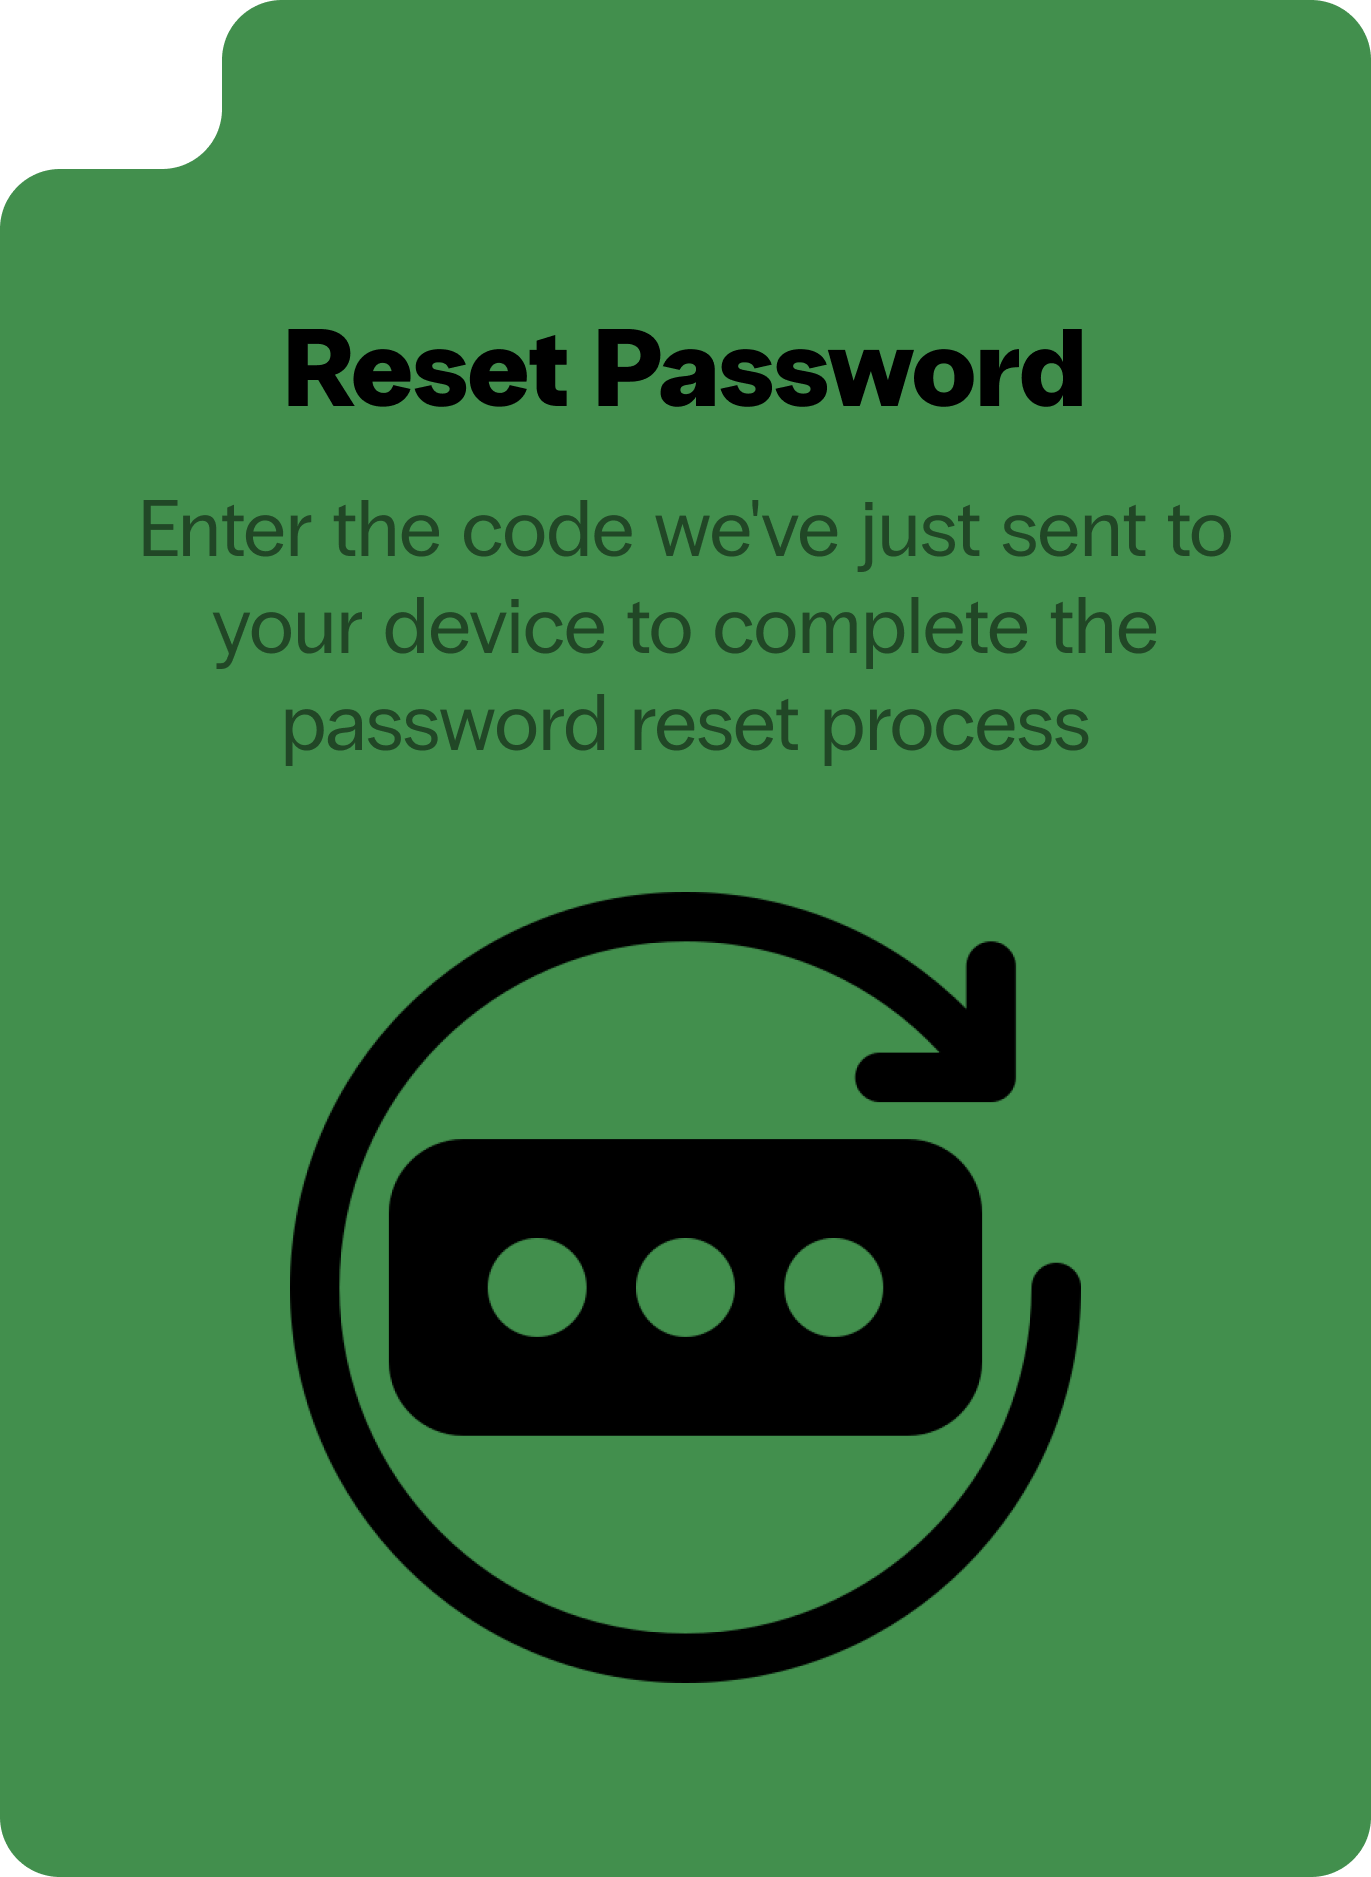 Reset Password
Enter the code we've just sent to
your device to complete the
password reset process